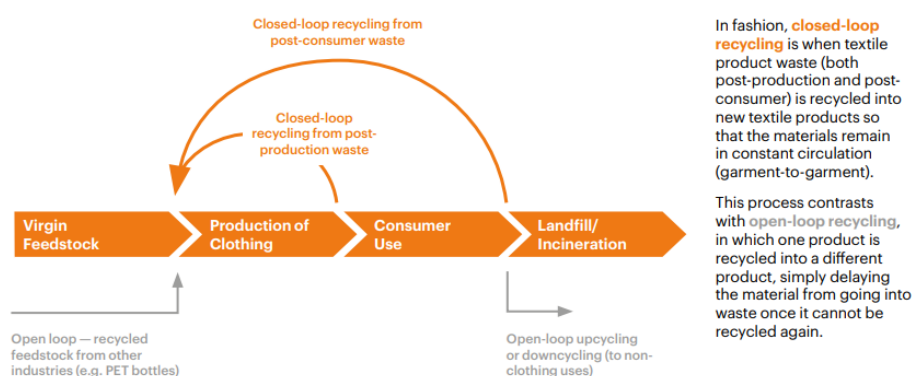 Closed-loop recycling from
post-consumer waste
Closed-loop
recycling from post-
production waste
Virgin
Feedstock
Production of
Clothing
Consumer
Use
Landfill/
Incineration
Open loop — recycled
feedstock from other
industries (e.g. PET bottles)
Open-loop upcycling
or downcycling (to non-
clothing uses)
In fashion, closed-loop
recycling is when textile
product waste (both
post-production and post-
consumer) is recycled into
new textile products so
that the materials remain
in constant circulation
(garment-to-garment).
This process contrasts
with open-loop recycling,
in which one product is
recycled into a different
product, simply delaying
the material from going into
waste once it cannot be
recycled again.